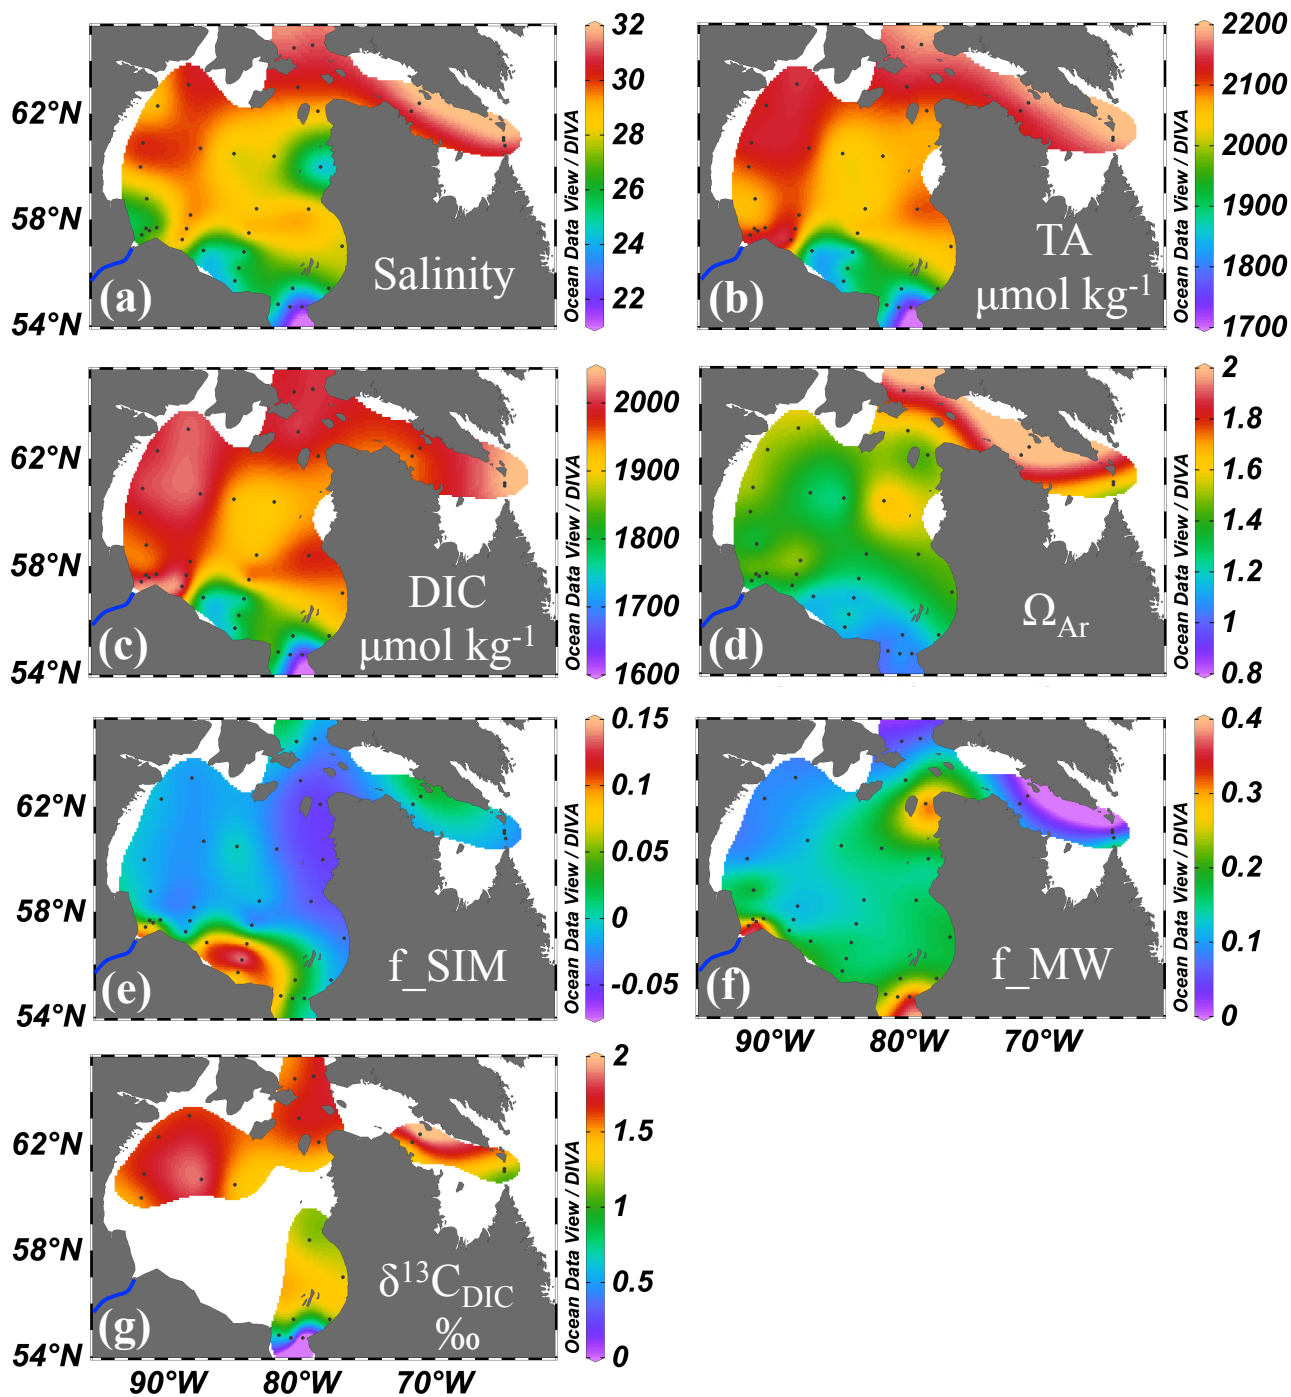 62°N
58°N
54°N
(a)
Salinity
Ocean Data View / DIVA
32
30
28
26
24
22
(b)
TA
μmol kg-1
Ocean Data View / DIVA
2200
2100
2000
1900
1800
1700
62°N
58°N
54°N
(c)
DIC
μmol kg-1
Ocean Data View / DIVA
2000
1900
1800
1700
1600
(d)
ΩAr
Ocean Data View / DIVA
2
1.8
1.6
1.4
1.2
1
0.8
62°N
58°N
54°N
(e)
f_SIM
Ocean Data View / DIVA
0.15
0.1
0.05
0
-0.05
(f)
f_MW
Ocean Data View / DIVA
0.4
0.3
0.2
0.1
0
90°W 80°W 70°W
62°N
58°N
54°N
(g)
δ13CDIC
‰
Ocean Data View / DIVA
2
1.5
1
0.5
0
90°W 80°W 70°W